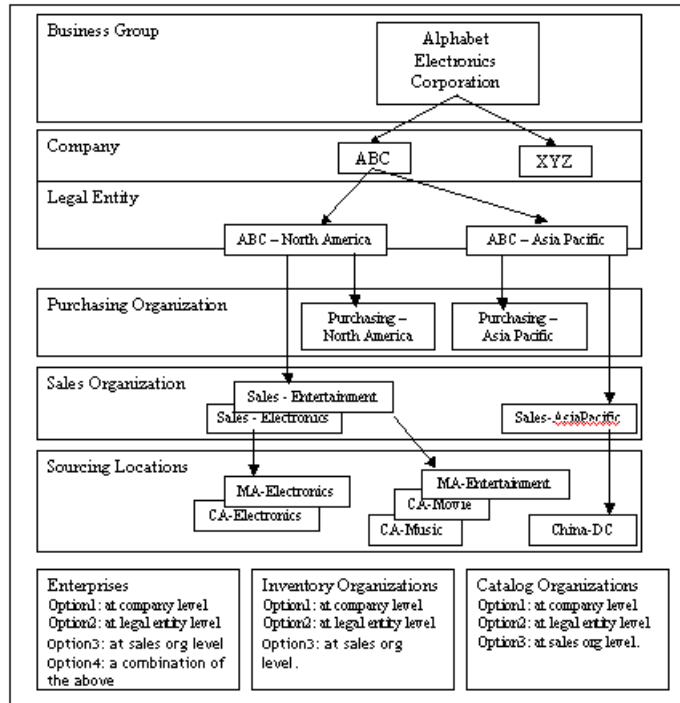 Business Group
Alphabet
Electronics
Corporation
Company
ABC
XYZ
Legal Entity
ABC – North America
ABC – Asia Pacific
Purchasing Organization
Purchasing –
North America
Purchasing –
Asia Pacific
Sales Organization
Sales - Entertainment
Sales - Electronics
Sales-AsiaPacific
Sourcing Locations
MA-Electronics
CA-Electronics
MA-Entertainment
CA-Movie
CA-Music
China-DC
Enterprises
Option1: at company level
Option2: at legal entity level
Option3: at sales org level
Option4: a combination of
the above
Inventory Organizations
Option1: at company level
Option2: at legal entity level
Option3: at sales org
level.
Catalog Organizations
Option1: at company level
Option2: at legal entity level
Option3: at sales org level.